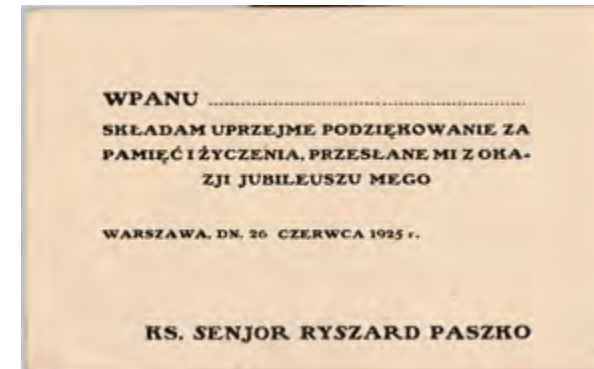 WPANU ................................................
SKŁADAM UPRZEJME PODZIĘKOWANIE ZA
PAMIĘĆ I ŻYCZENIA, PRZESŁANE MI Z OKA-
ZJI JUBILEUSZU MEGO
WARSZAWA, DN. 26 CZERWCA 1925 r.
KS. SENJOR RYSZARD PASZKO